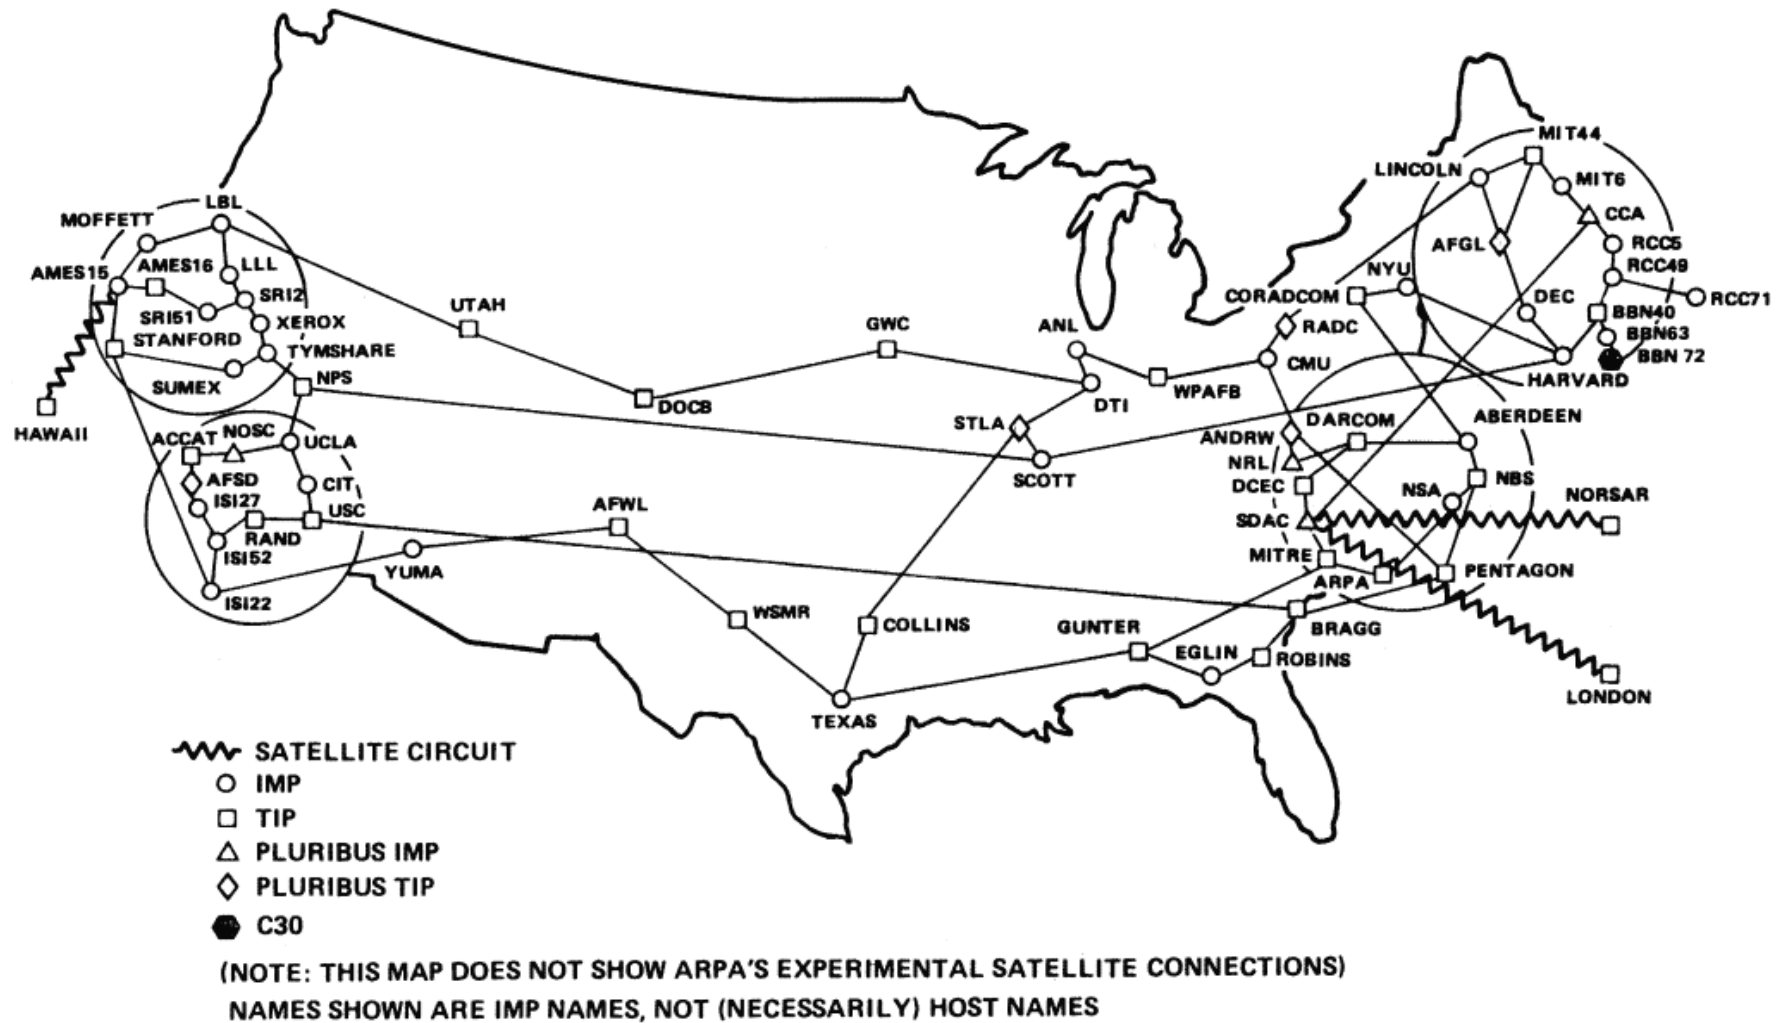 MIT44
LINCOLN
MIT6
LBL
MOFFETT
CCA
AFGL
RCC5
AMES15
AMES16
LLL
NYU
RCC49
SRI2
CORADCOM
DEC
RCC71
UTAH
SRI51
XEROX
GWC
ANL
RADC
BBN40
STANFORD
BBN63
TYMSHARE
CMU
BBN 72
SUMEX
NPS
WPAFB
HARVARD
DOCB
DTI
HAWAII
ACCAT
NOSC
UCLA
STLA
ANDRW
DARCOM
ABERDEEN
NRL
AFSD
CIT
SCOTT
DCEC
NSA
NBS
NORSAR
ISI27
USC
AFWL
SDAC
RAND
ISI52
YUMA
MITRE
ARPA
PENTAGON
ISI22
WSMR
COLLINS
GUNTER
BRAGG
EGLIN
ROBINS
LONDON
TEXAS
SATELLITE CIRCUIT
IMP
TIP
PLURIBUS IMP
PLURIBUS TIP
C30
(NOTE: THIS MAP DOES NOT SHOW ARPA'S EXPERIMENTAL SATELLITE CONNECTIONS)
NAMES SHOWN ARE IMP NAMES, NOT (NECESSARILY) HOST NAMES